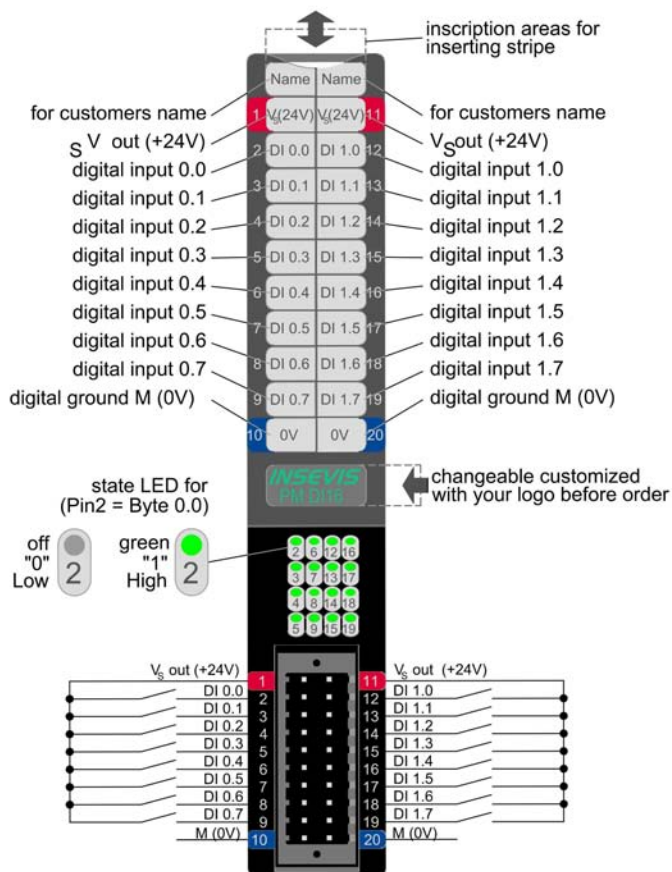 inscription areas for
inserting stripe
Name Name
for customers name for customers name
1 Vs(24V) Vs(24V) 11
S V out (+24V) VS out (+24V)
digital input 0.0 2 DI 0.0 DI 1.0 12 digital input 1.0
digital input 0.1 3 DI 0.1 DI 1.1 13 digital input 1.1
digital input 0.2 4 DI 0.2 DI 1.2 14 digital input 1.2
digital input 0.3 5 DI 0.3 DI 1.3 15 digital input 1.3
digital input 0.4 6 DI 0.4 DI 1.4 16 digital input 1.4
digital input 0.5 7 DI 0.5 DI 1.5 17 digital input 1.5
digital input 0.6 8 DI 0.6 DI 1.6 18 digital input 1.6
digital input 0.7 9 DI 0.7 DI 1.7 19 digital input 1.7
digital ground M (0V) 10 0V 0V 20 digital ground M (0V)
INSEVIS
PM DI16
changeable customized
with your logo before order
state LED for
(Pin2 = Byte 0.0)
off
"0"
Low
2
green
"1"
High
2
2 6 12 16
3 7 13 17
4 8 14 18
5 9 15 19
Vs out (+24V) 1 11 Vs out (+24V)
DI 0.0 2 12 DI 1.0
DI 0.1 3 13 DI 1.1
DI 0.2 4 14 DI 1.2
DI 0.3 5 15 DI 1.3
DI 0.4 6 16 DI 1.4
DI 0.5 7 17 DI 1.5
DI 0.6 8 18 DI 1.6
DI 0.7 9 19 DI 1.7
M (0V) 10 20 M (0V)